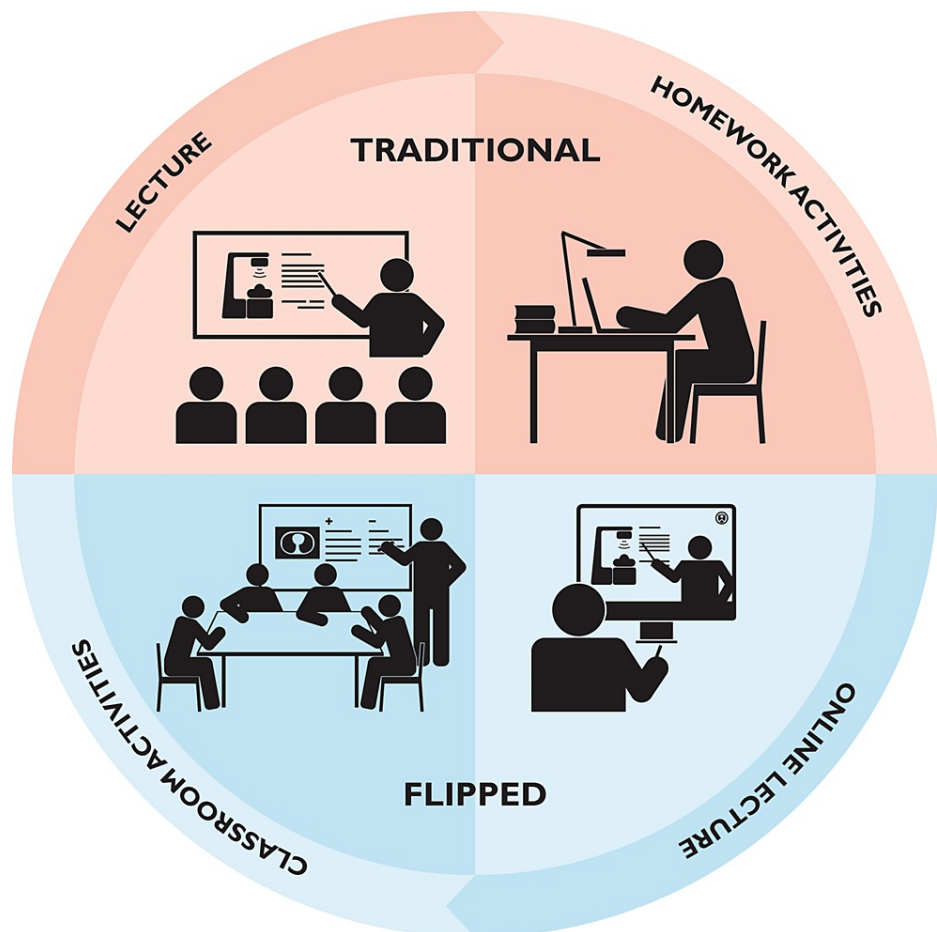 TRADITIONAL
LECTURE
HOMEWORK ACTIVITIES
CLASSROOM ACTIVITIES
ONLINE LECTURE
FLIPPED
+ -